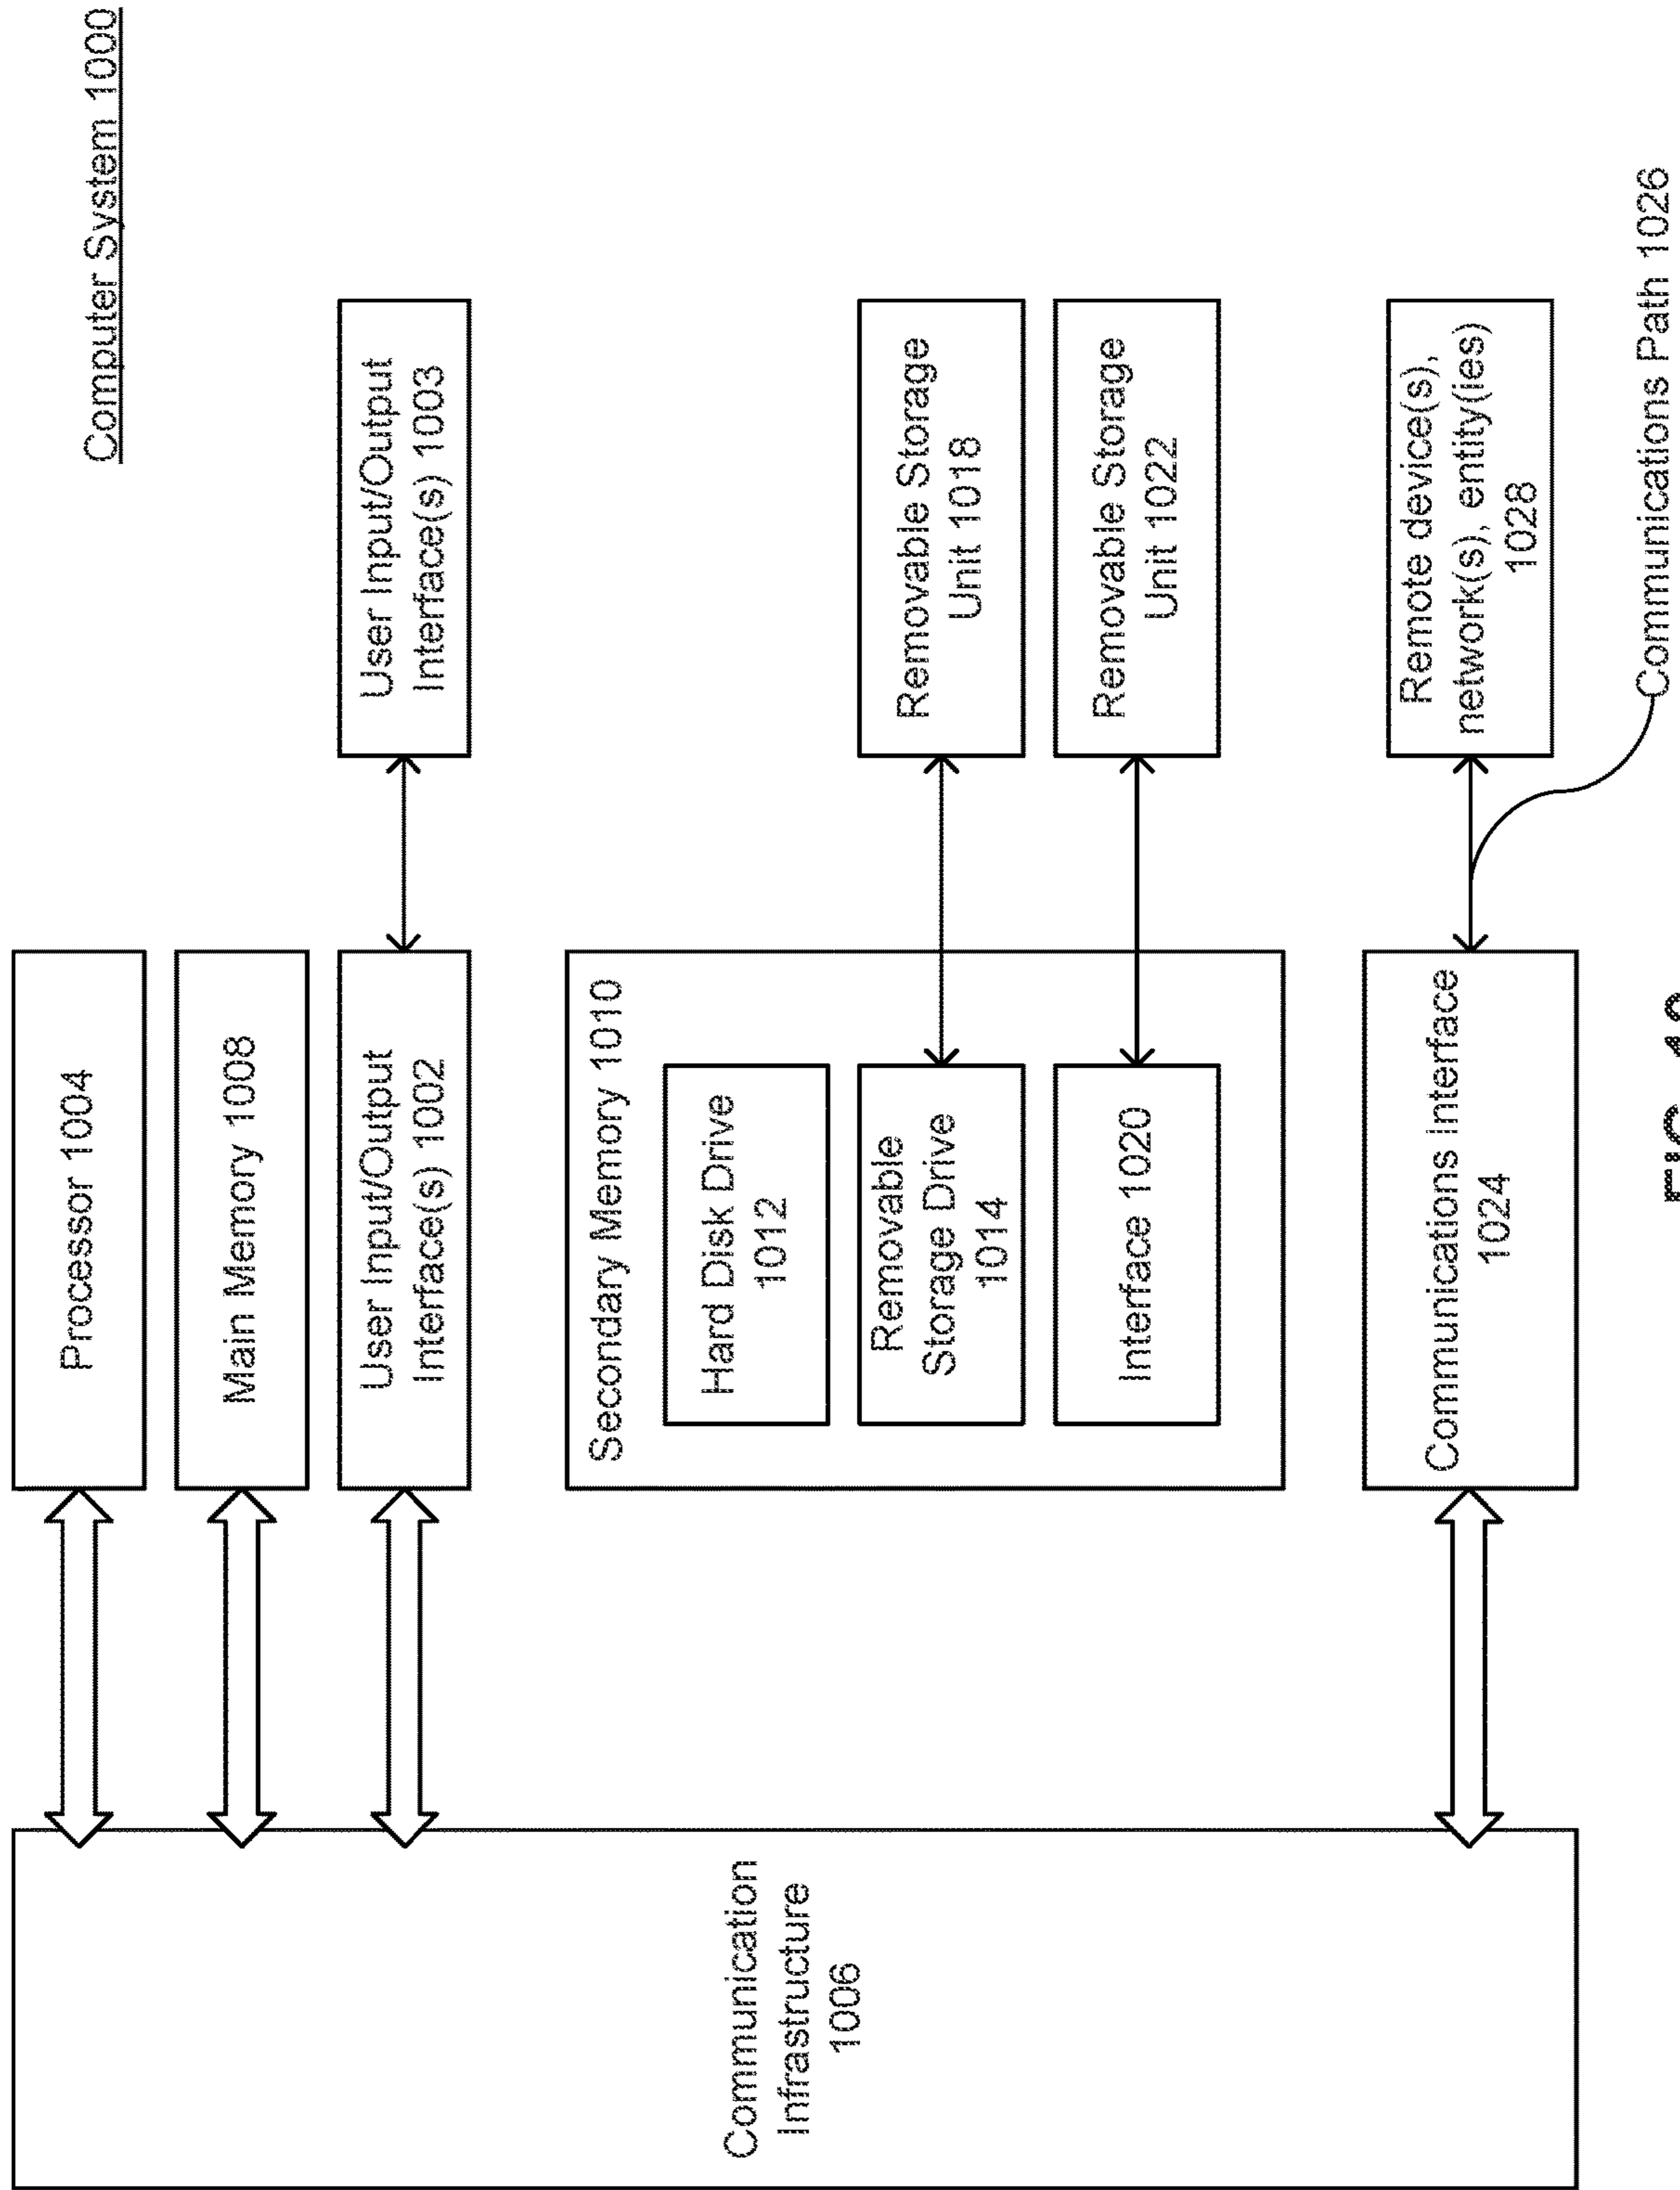 Computer System 1000
Processor 1004
Main Memory 1008
User Input/Output
Interface(s) 1002
User Input/Output
Interface(s) 1003
Communication
Infrastructure
1006
Secondary Memory 1010
Hard Disk Drive
1012
Removable
Storage Drive
1014
Removable Storage
Unit 1018
Interface 1020
Removable Storage
Unit 1022
Communications Interface
1024
Remote device(s),
network(s), entity(ies)
1028
Communications Path 1026